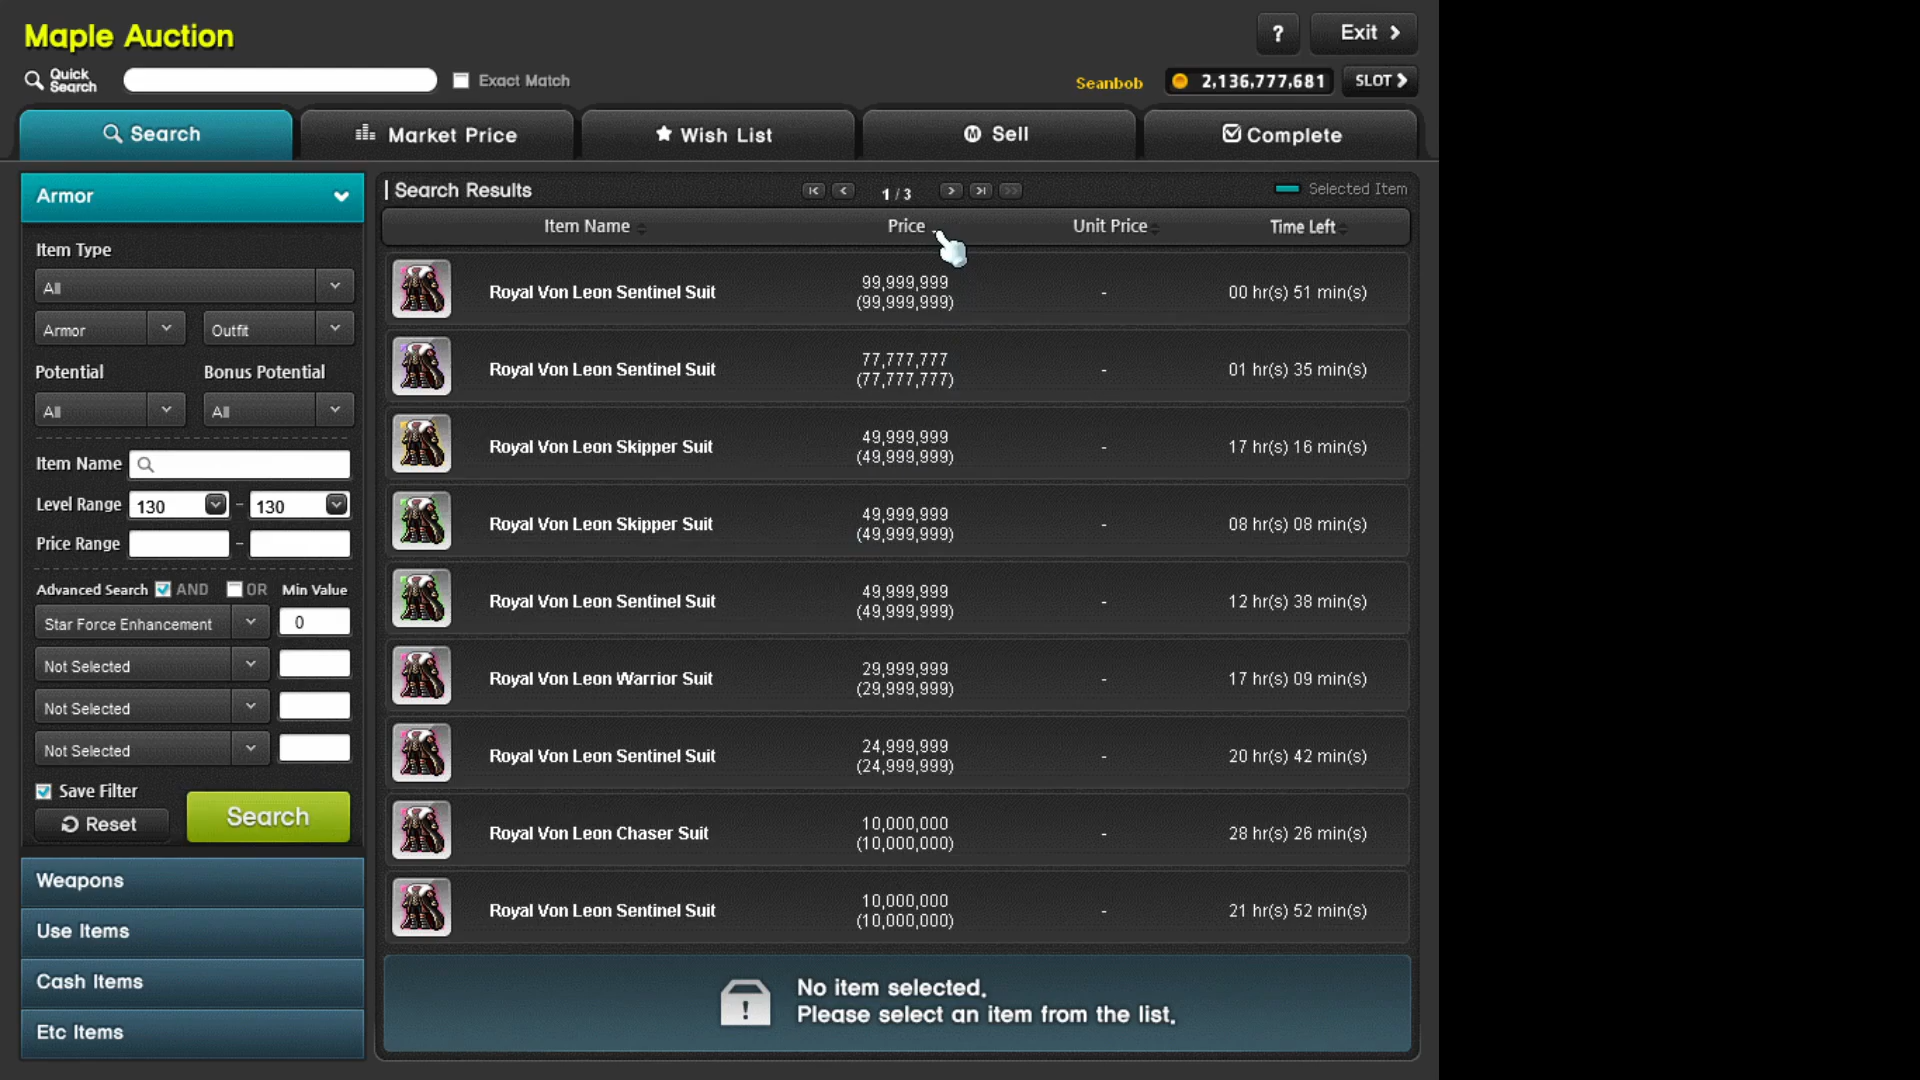 Maple Auction
?
Exit
Quick Search
Exact Match
Seanbob
2,136,777,681
SLOT
Search
Market Price
Wish List
Sell
Complete
Armor
Item Type
All
Armor
Outfit
Potential
Bonus Potential
All
All
Item Name
Level Range 130 - 130
Price Range -
Advanced Search AND OR Min Value
Star Force Enhancement 0
Not Selected
Not Selected
Not Selected
Save Filter
Reset
Search
Weapons
Use Items
Cash Items
Etc Items
Search Results
1 / 3
Selected Item
Item Name Price Unit Price Time Left
Royal Von Leon Sentinel Suit 99,999,999 - 00 hr(s) 51 min(s)
(99,999,999)
Royal Von Leon Sentinel Suit 77,777,777 - 01 hr(s) 35 min(s)
(77,777,777)
Royal Von Leon Skipper Suit 49,999,999 - 17 hr(s) 16 min(s)
(49,999,999)
Royal Von Leon Skipper Suit 49,999,999 - 08 hr(s) 08 min(s)
(49,999,999)
Royal Von Leon Sentinel Suit 49,999,999 - 12 hr(s) 38 min(s)
(49,999,999)
Royal Von Leon Warrior Suit 29,999,999 - 17 hr(s) 09 min(s)
(29,999,999)
Royal Von Leon Sentinel Suit 24,999,999 - 20 hr(s) 42 min(s)
(24,999,999)
Royal Von Leon Chaser Suit 10,000,000 - 28 hr(s) 26 min(s)
(10,000,000)
Royal Von Leon Sentinel Suit 10,000,000 - 21 hr(s) 52 min(s)
(10,000,000)
No item selected.
Please select an item from the list.